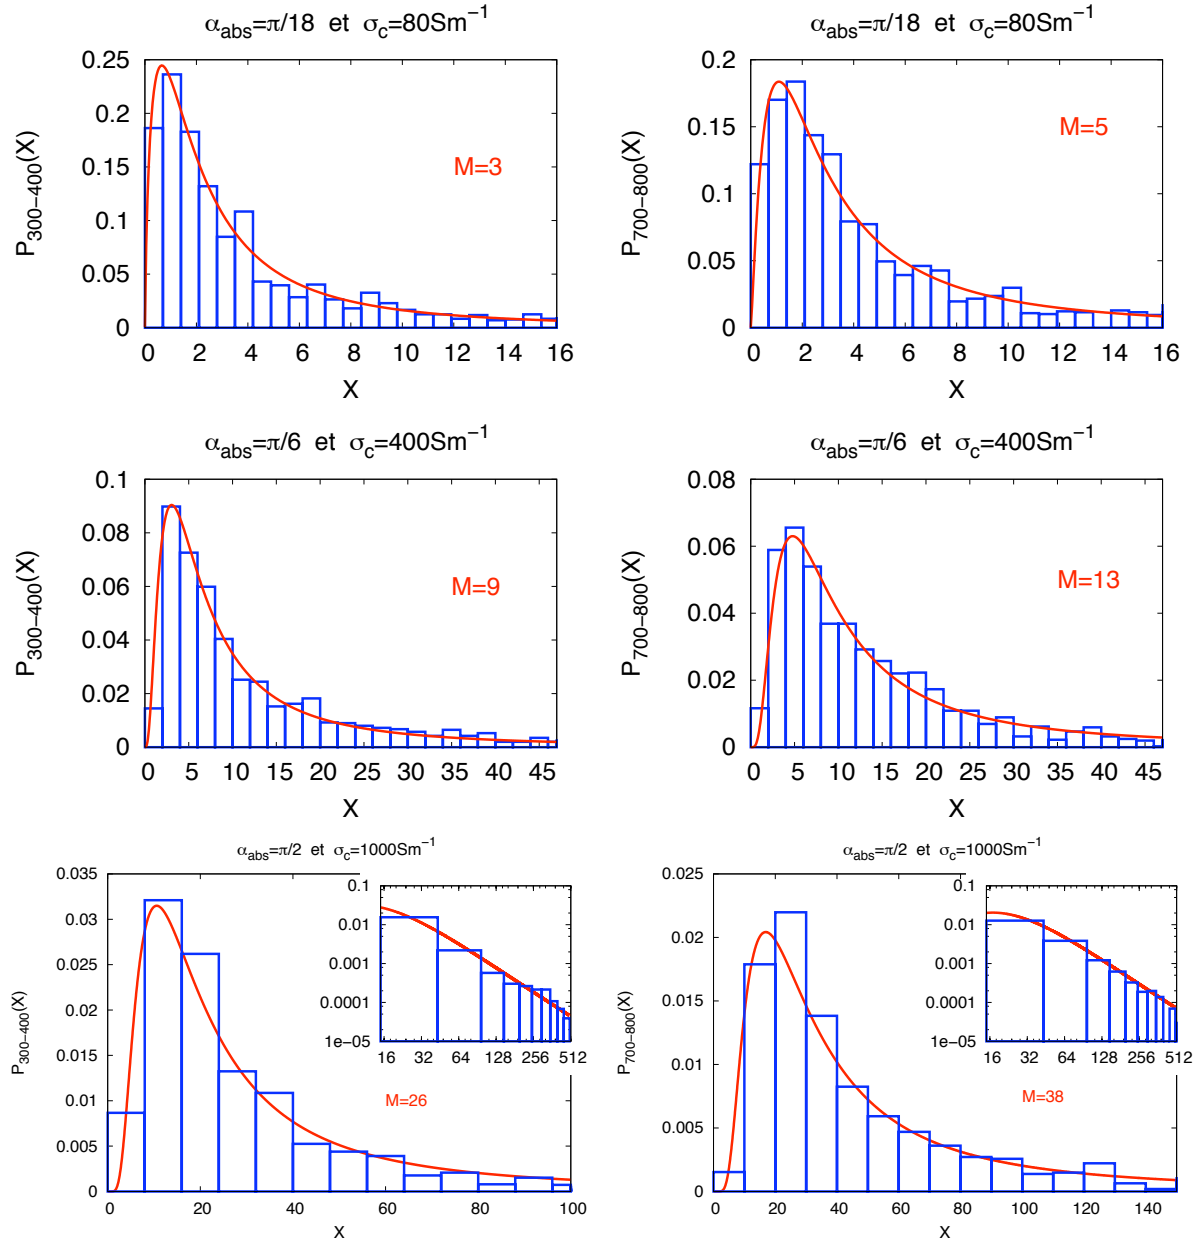 α_abs=π/18 et σ_c=80Sm⁻¹
P_300−400(X)
0.25
0.2
0.15
0.1
0.05
0
M=3
0 2 4 6 8 10 12 14 16
X
α_abs=π/18 et σ_c=80Sm⁻¹
P_700−800(X)
0.2
0.15
0.1
0.05
0
M=5
0 2 4 6 8 10 12 14 16
X
α_abs=π/6 et σ_c=400Sm⁻¹
P_300−400(X)
0.1
0.08
0.06
0.04
0.02
0
M=9
0 5 10 15 20 25 30 35 40 45
X
α_abs=π/6 et σ_c=400Sm⁻¹
P_700−800(X)
0.08
0.06
0.04
0.02
0
M=13
0 5 10 15 20 25 30 35 40 45
X
α_abs=π/2 et σ_c=1000Sm⁻¹
P_300−400(X)
0.035
0.03
0.025
0.02
0.015
0.01
0.005
0
0.1
0.01
0.001
0.0001
1e−05
16 32 64 128 256 512
M=26
0 20 40 60 80 100
X
α_abs=π/2 et σ_c=1000Sm⁻¹
P_700−800(X)
0.025
0.02
0.015
0.01
0.005
0
0.1
0.01
0.001
0.0001
1e−05
16 32 64 128 256 512
M=38
0 20 40 60 80 100 120 140
X